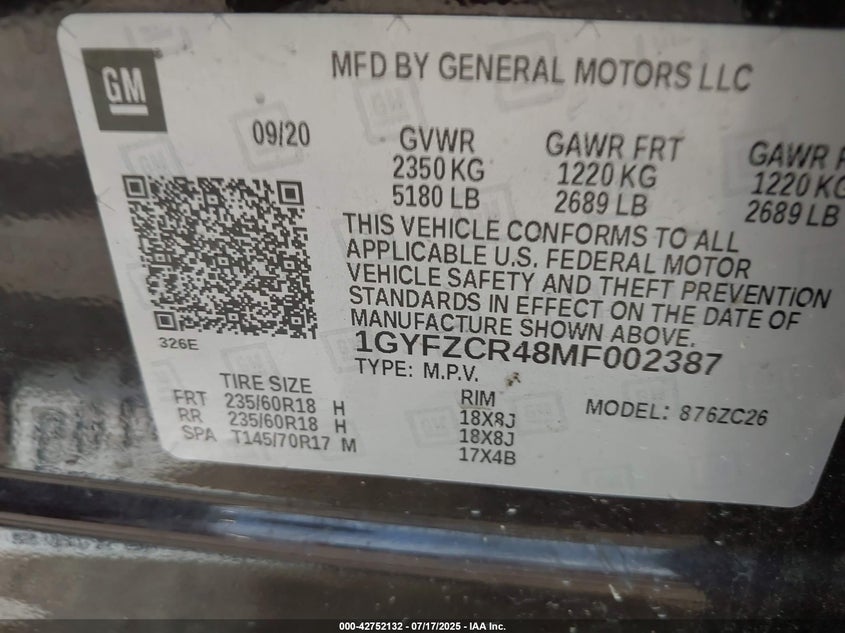 GM
MFD BY GENERAL MOTORS LLC
09/20
GVWR
2350 KG
5180 LB
GAWR FRT
1220 KG
2689 LB
GAWR
1220 KG
2689 LB
THIS VEHICLE CONFORMS TO ALL
APPLICABLE U.S. FEDERAL MOTOR
VEHICLE SAFETY AND THEFT PREVENTION
STANDARDS IN EFFECT ON THE DATE OF
MANUFACTURE SHOWN ABOVE.
326E
1GYFZCR48MF002387
TYPE: M.P.V.
TIRE SIZE
FRT 235/60R18 H
RR 235/60R18 H
SPA T145/70R17 M
RIM
18X8J
18X8J
17X4B
MODEL: 876ZC26
000-42752132 - 07/17/2025 - IAA Inc.